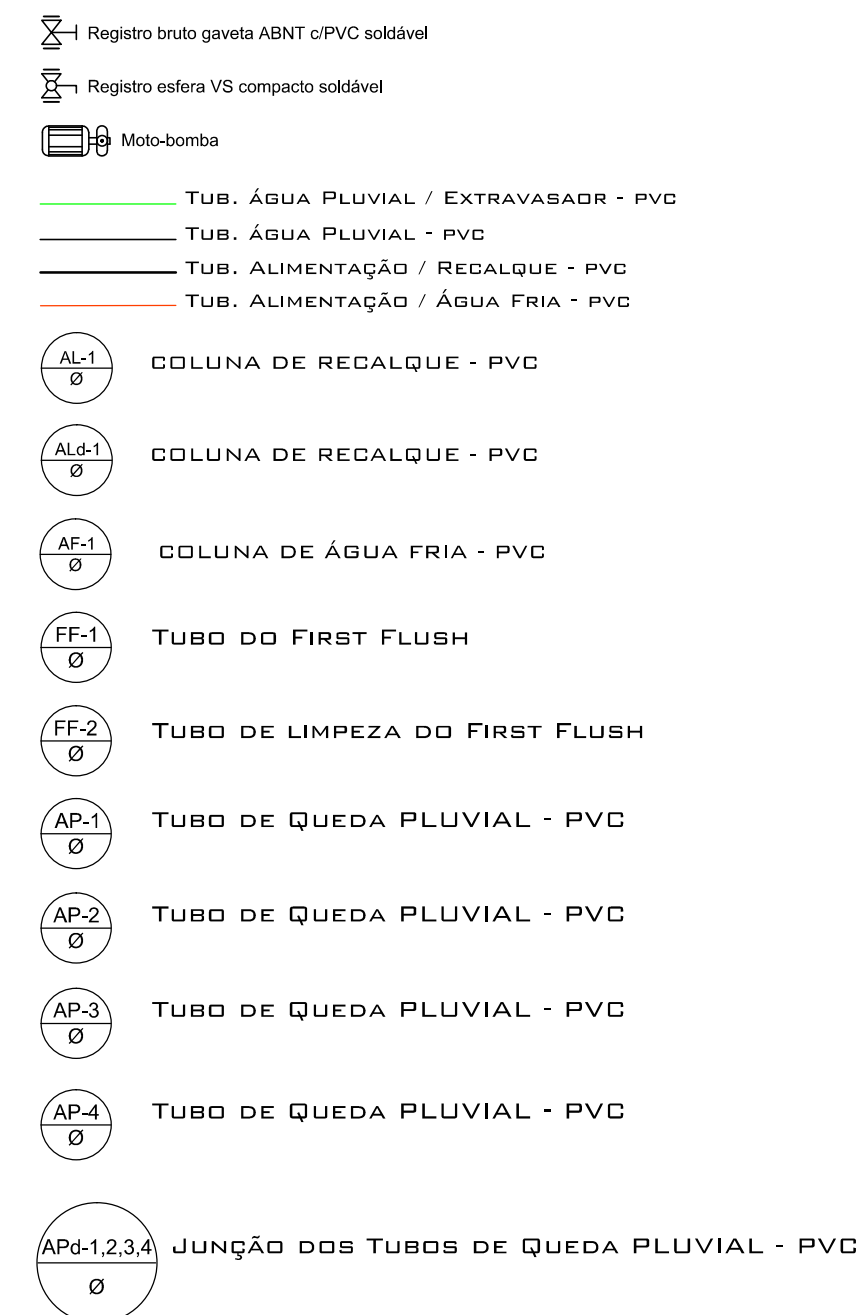 Registro bruto gaveta ABNT c/PVC soldável
Registro esfera VS compacto soldável
Moto-bomba
Tub. água Pluvial / Extravasaor - pvc
Tub. água Pluvial - pvc
Tub. Alimentação / Recalque - pvc
Tub. Alimentação / Água Fria - pvc
AL-1
Ø
COLUNA DE RECALQUE - PVC
ALd-1
Ø
COLUNA DE RECALQUE - PVC
AF-1
Ø
COLUNA DE ÁGUA FRIA - PVC
FF-1
Ø
Tubo do First Flush
FF-2
Ø
Tubo de limpeza do First Flush
AP-1
Ø
Tubo de Queda PLUVIAL - PVC
AP-2
Ø
Tubo de Queda PLUVIAL - PVC
AP-3
Ø
Tubo de Queda PLUVIAL - PVC
AP-4
Ø
Tubo de Queda PLUVIAL - PVC
APd-1,2,3,4
Ø
Junção dos Tubos de Queda PLUVIAL - PVC